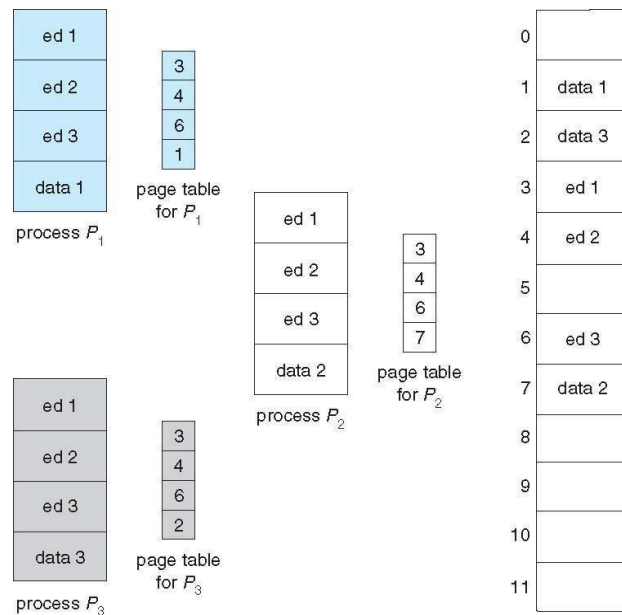 ed 1
ed 2
ed 3
data 1
process P1
3
4
6
1
page table
for P1
ed 1
ed 2
ed 3
data 2
process P2
3
4
6
7
page table
for P2
ed 1
ed 2
ed 3
data 3
process P3
3
4
6
2
page table
for P3
0
1 data 1
2 data 3
3 ed 1
4 ed 2
5
6 ed 3
7 data 2
8
9
10
11